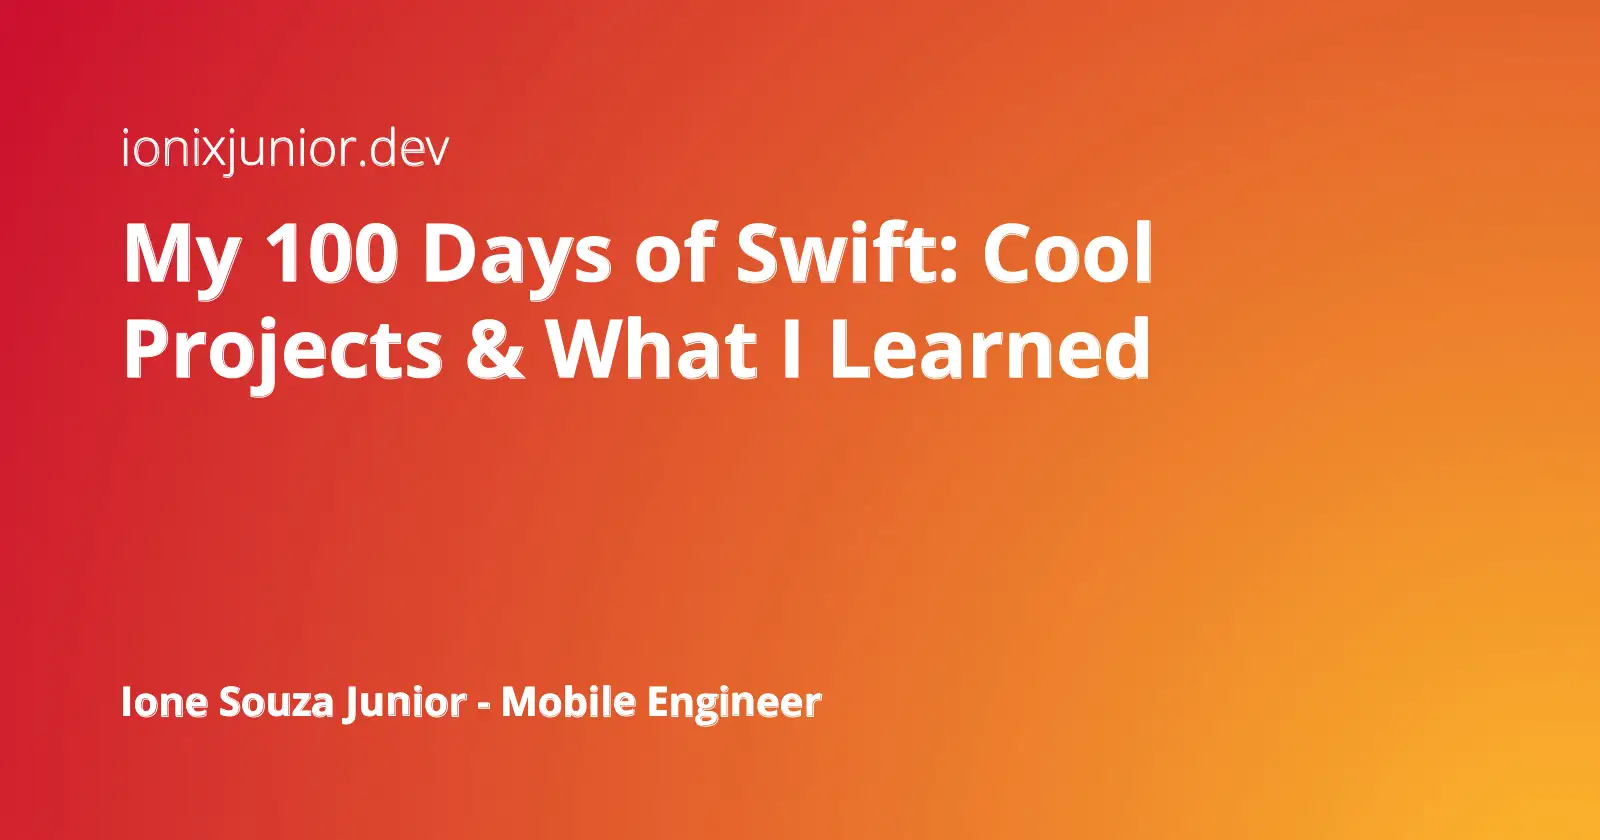 ionixjunior.dev
My 100 Days of Swift: Cool
Projects & What I Learned
Ione Souza Junior - Mobile Engineer